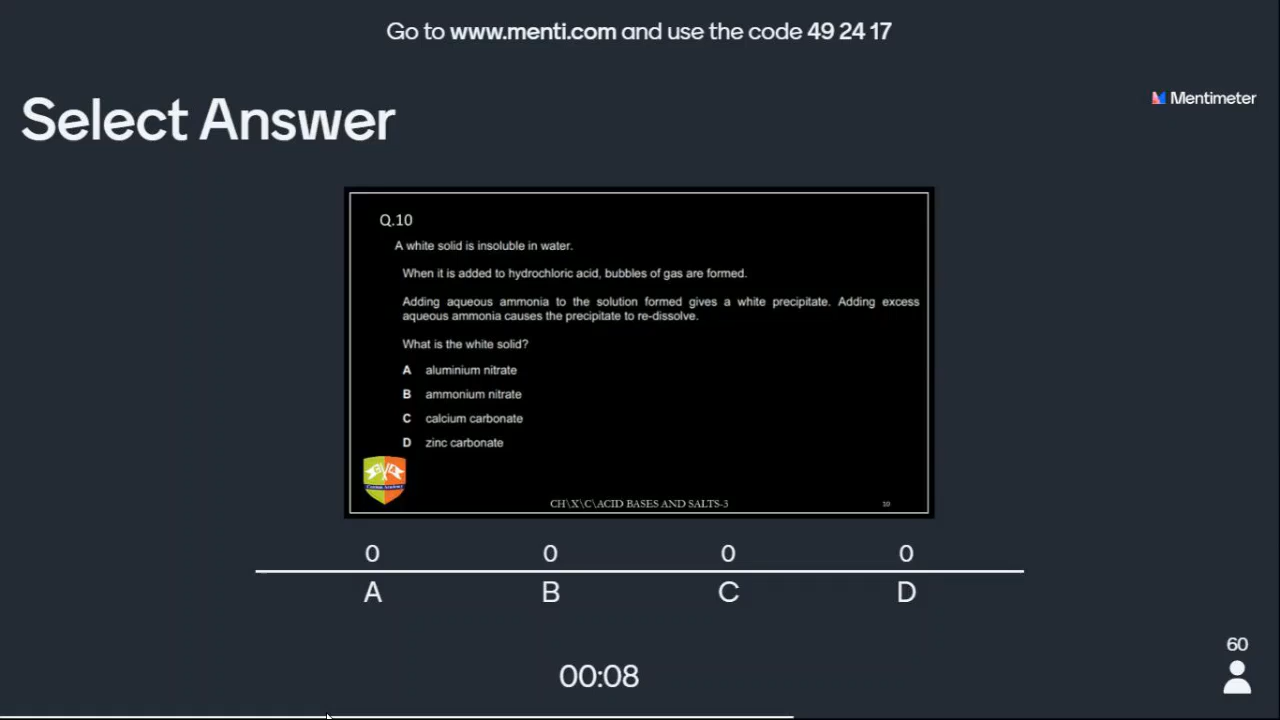 Go to www.menti.com and use the code 49 24 17
Mentimeter
Select Answer
Q.10
A white solid is insoluble in water.
When it is added to hydrochloric acid, bubbles of gas are formed.
Adding aqueous ammonia to the solution formed gives a white precipitate. Adding excess
aqueous ammonia causes the precipitate to re-dissolve.
What is the white solid?
A aluminium nitrate
B ammonium nitrate
C calcium carbonate
D zinc carbonate
CH\X\C\ACID BASES AND SALTS-3
10
0 0 0 0
A B C D
60
00:08